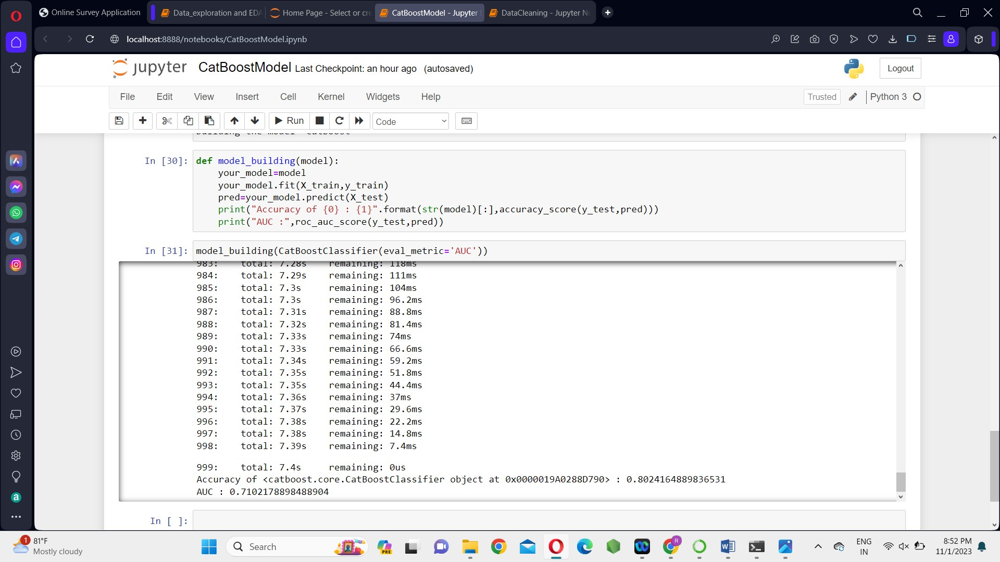 Online Survey Application
Data_exploration and EDA
Home Page - Select or cre
CatBoostModel - Jupyter
DataCleaning - Jupyter No
localhost:8888/notebooks/CatBoostModel.ipynb
jupyter CatBoostModel Last Checkpoint: an hour ago (autosaved)
Logout
File Edit View Insert Cell Kernel Widgets Help
Trusted Python 3
Run Code
Building the model- CatBoost
In [30]: def model_building(model):
your_model=model
your_model.fit(X_train,y_train)
pred=your_model.predict(X_test)
print("Accuracy of {0} : {1}".format(str(model)[:],accuracy_score(y_test,pred)))
print("AUC :",roc_auc_score(y_test,pred))
In [31]: model_building(CatBoostClassifier(eval_metric='AUC'))
983: total: 7.28s remaining: 118ms
984: total: 7.29s remaining: 111ms
985: total: 7.3s remaining: 104ms
986: total: 7.3s remaining: 96.2ms
987: total: 7.31s remaining: 88.8ms
988: total: 7.32s remaining: 81.4ms
989: total: 7.33s remaining: 74ms
990: total: 7.33s remaining: 66.6ms
991: total: 7.34s remaining: 59.2ms
992: total: 7.35s remaining: 51.8ms
993: total: 7.35s remaining: 44.4ms
994: total: 7.36s remaining: 37ms
995: total: 7.37s remaining: 29.6ms
996: total: 7.38s remaining: 22.2ms
997: total: 7.38s remaining: 14.8ms
998: total: 7.39s remaining: 7.4ms
999: total: 7.4s remaining: 0us
Accuracy of <catboost.core.CatBoostClassifier object at 0x0000019A0288D790> : 0.8024164889836531
AUC : 0.7102178898488904
In [ ]:
1
81°F
Mostly cloudy
Search
PRE
R
ENG
IN
8:52 PM
11/1/2023